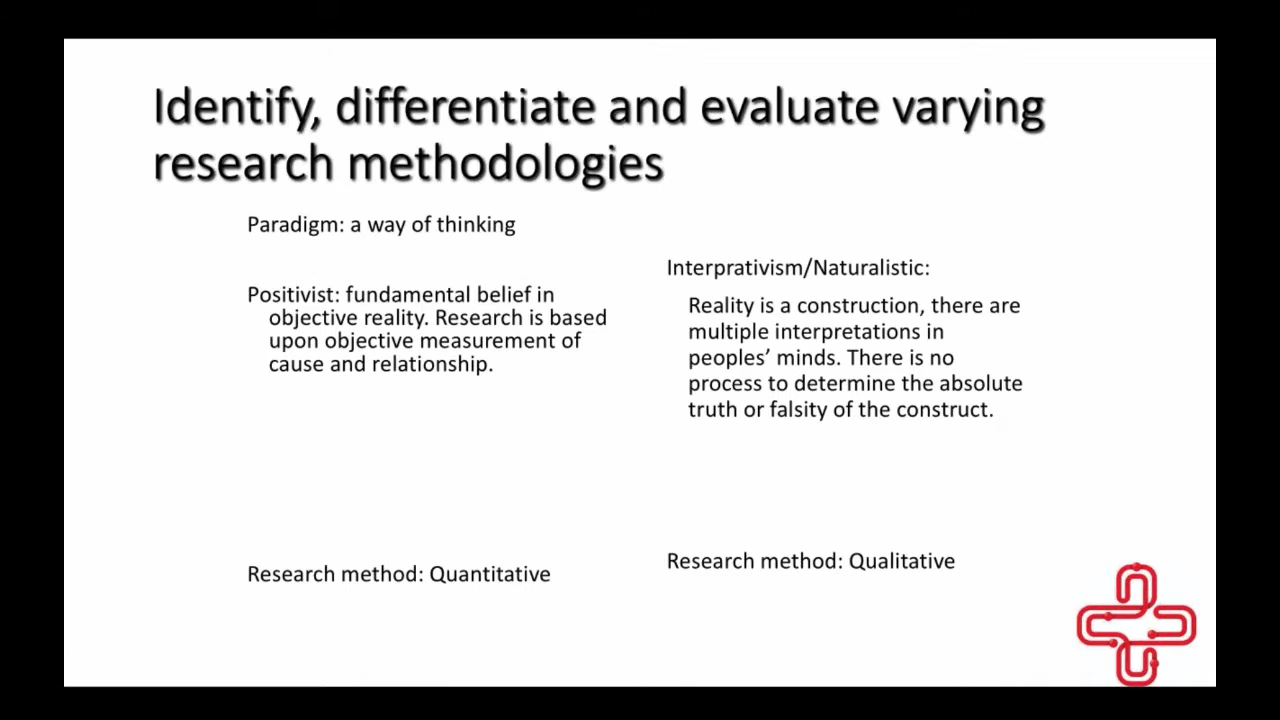 Identify, differentiate and evaluate varying
research methodologies
Paradigm: a way of thinking
Positivist: fundamental belief in
objective reality. Research is based
upon objective measurement of
cause and relationship.
Research method: Quantitative
Interprativism/Naturalistic:
Reality is a construction, there are
multiple interpretations in
peoples’ minds. There is no
process to determine the absolute
truth or falsity of the construct.
Research method: Qualitative